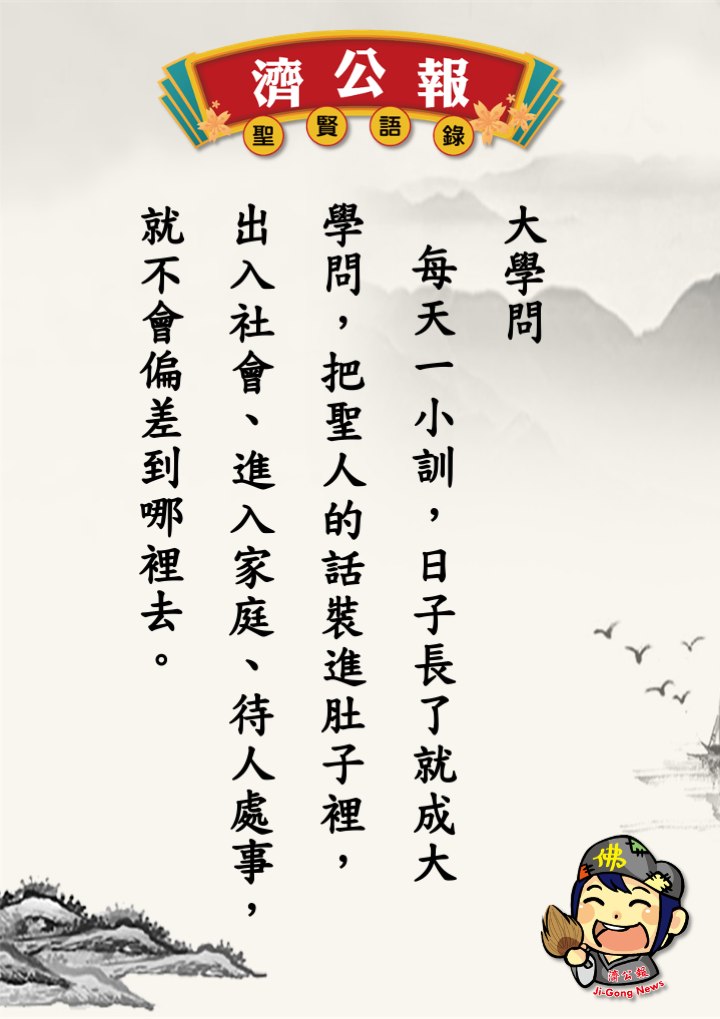 濟公報
聖賢語錄
大學問
每天一小訓，日子長了就成大
學問，把聖人的話裝進肚子裡，
出入社會、進入家庭、待人處事，
就不會偏差到哪裡去。
佛
濟公報
Ji-Gong News